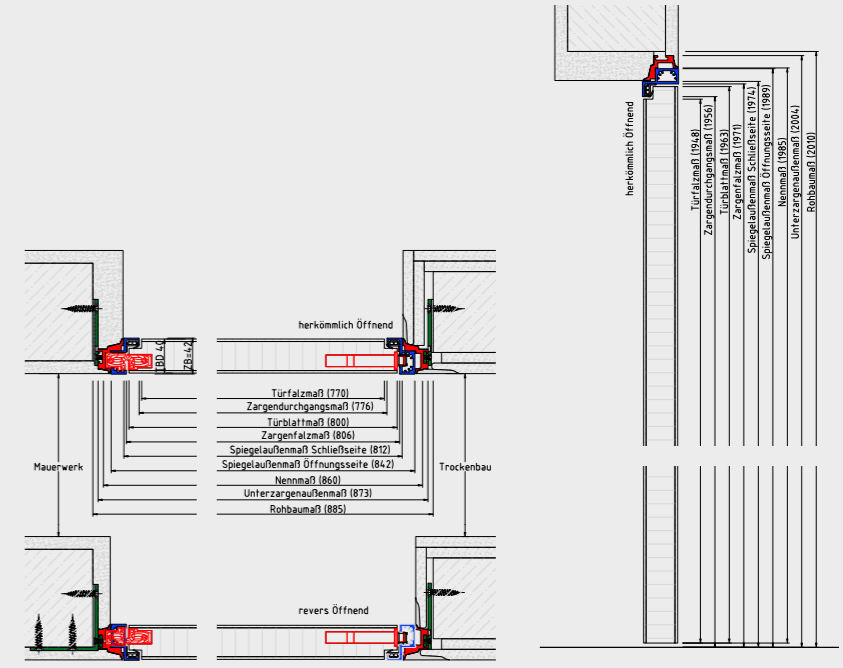 herkömmlich Öffnend
TBD 40
ZB=42
Türfalzmaß (770)
Zargendurchgangsmaß (776)
Türblattmaß (800)
Zargenfalzmaß (806)
Spiegelaußenmaß Schließseite (812)
Spiegelaußenmaß Öffnungsseite (842)
Nennmaß (860)
Unterzargenaußenmaß (873)
Rohbaumaß (885)
Mauerwerk
Trockenbau
revers Öffnend
herkömmlich Öffnend
Türfalzmaß (1948)
Zargendurchgangsmaß (1956)
Türblattmaß (1963)
Zargenfalzmaß (1971)
Spiegelaußenmaß Schließseite (1974)
Spiegelaußenmaß Öffnungsseite (1989)
Nennmaß (1985)
Unterzargenaußenmaß (2004)
Rohbaumaß (2010)